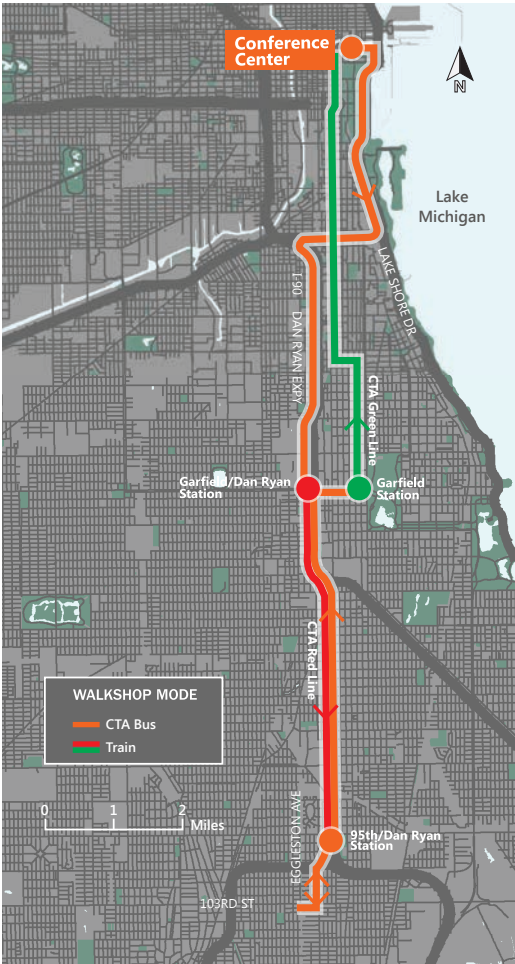 Conference
Center
N
Lake
Michigan
LAKE SHORE DR
I-90 DAN RYAN EXPY
CTA Green Line
Garfield/Dan Ryan
Station
Garfield
Station
CTA Red Line
WALKSHOP MODE
CTA Bus
Train
0 1 2
Miles
EGGLESTON AVE
95th/Dan Ryan
Station
103RD ST